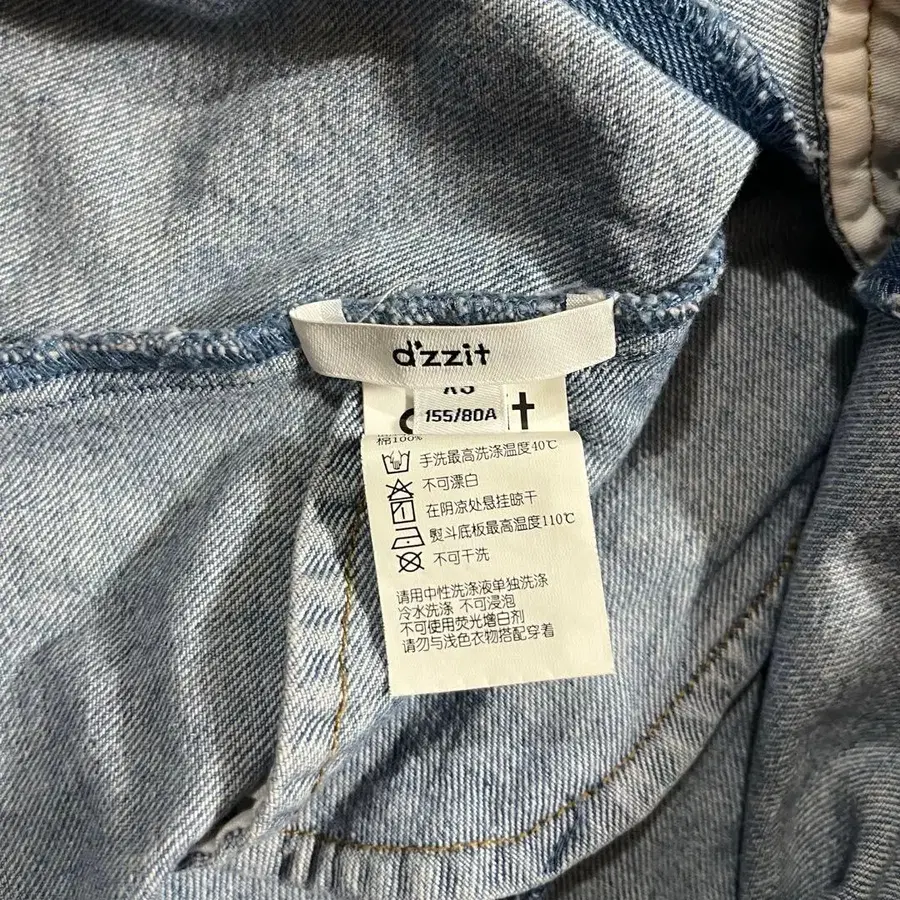 d'zzit
XS
155/80A
t
棉100%
手洗最高洗涤温度40℃
不可漂白
在阴凉处悬挂晾干
熨斗底板最高温度110℃
不可干洗
请用中性洗涤液单独洗涤
冷水洗涤 不可浸泡
不可使用荧光增白剂
请勿与浅色衣物搭配穿着